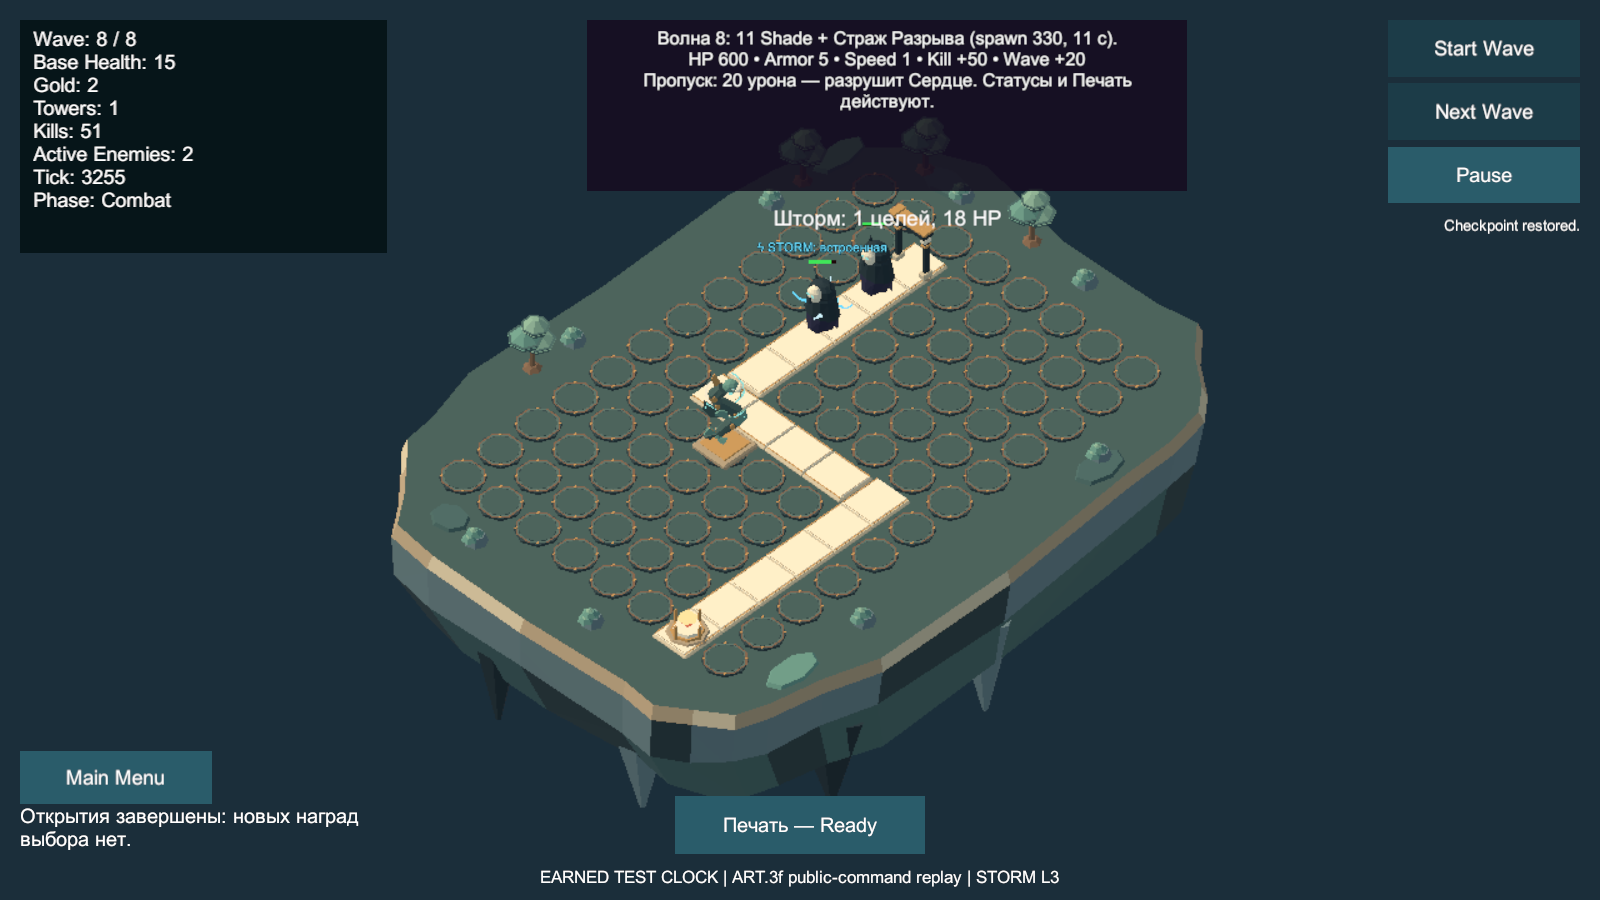 Wave: 8 / 8
Base Health: 15
Gold: 2
Towers: 1
Kills: 51
Active Enemies: 2
Tick: 3255
Phase: Combat
Волна 8: 11 Shade + Страж Разрыва (spawn 330, 11 с).
HP 600 • Armor 5 • Speed 1 • Kill +50 • Wave +20
Пропуск: 20 урона — разрушит Сердце. Статусы и Печать
действуют.
Start Wave
Next Wave
Pause
Checkpoint restored.
Шторм: 1 целей, 18 HP
ϟ STORM: встроенная
Main Menu
Открытия завершены: новых наград
выбора нет.
Печать — Ready
EARNED TEST CLOCK | ART.3f public-command replay | STORM L3